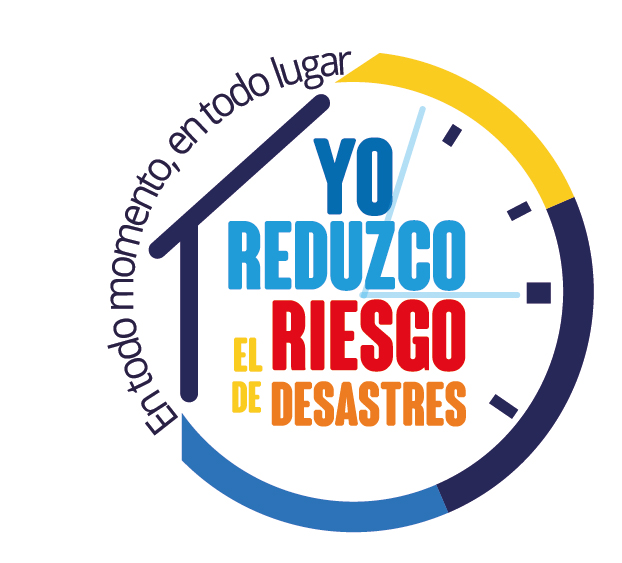 En todo momento, en todo lugar
YO
REDUZCO
EL RIESGO
DE DESASTRES